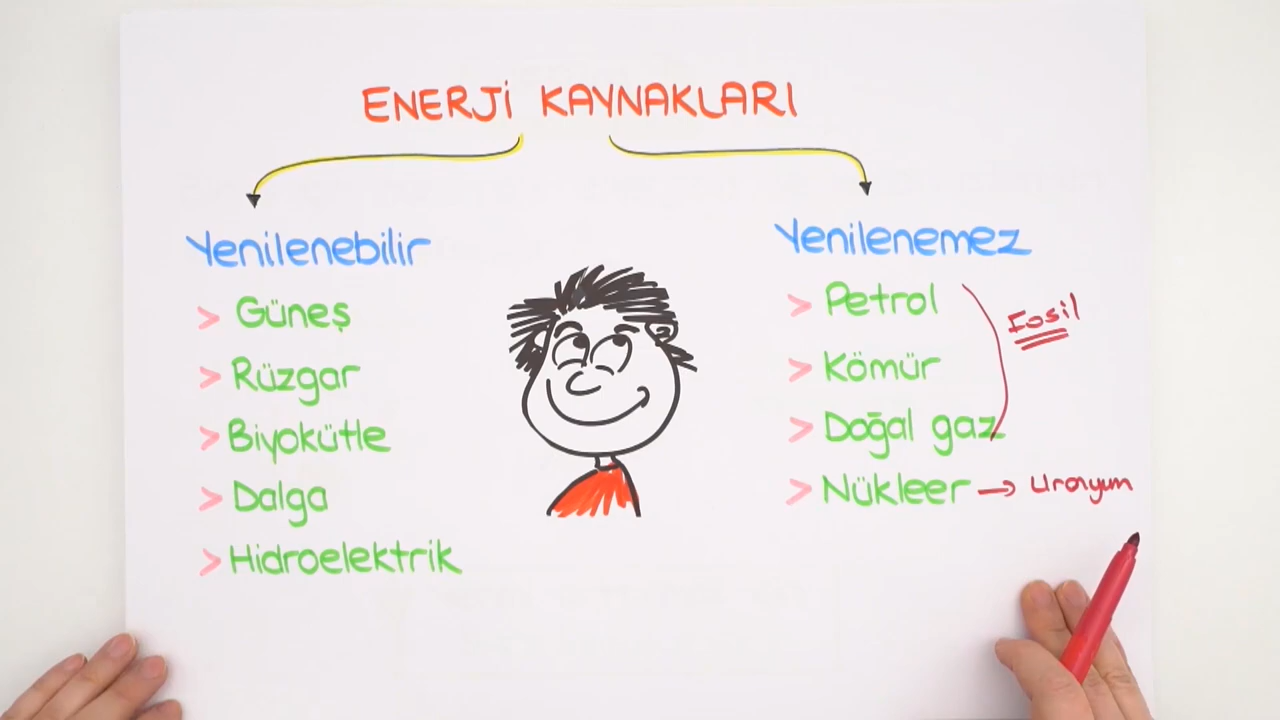 ENERJİ KAYNAKLARI
Yenilenebilir
> Güneş
> Rüzgar
> Biyokütle
> Dalga
> Hidroelektrik
Yenilenemez
> Petrol
> Kömür
> Doğal gaz
Fosil
> Nükleer → Uranyum